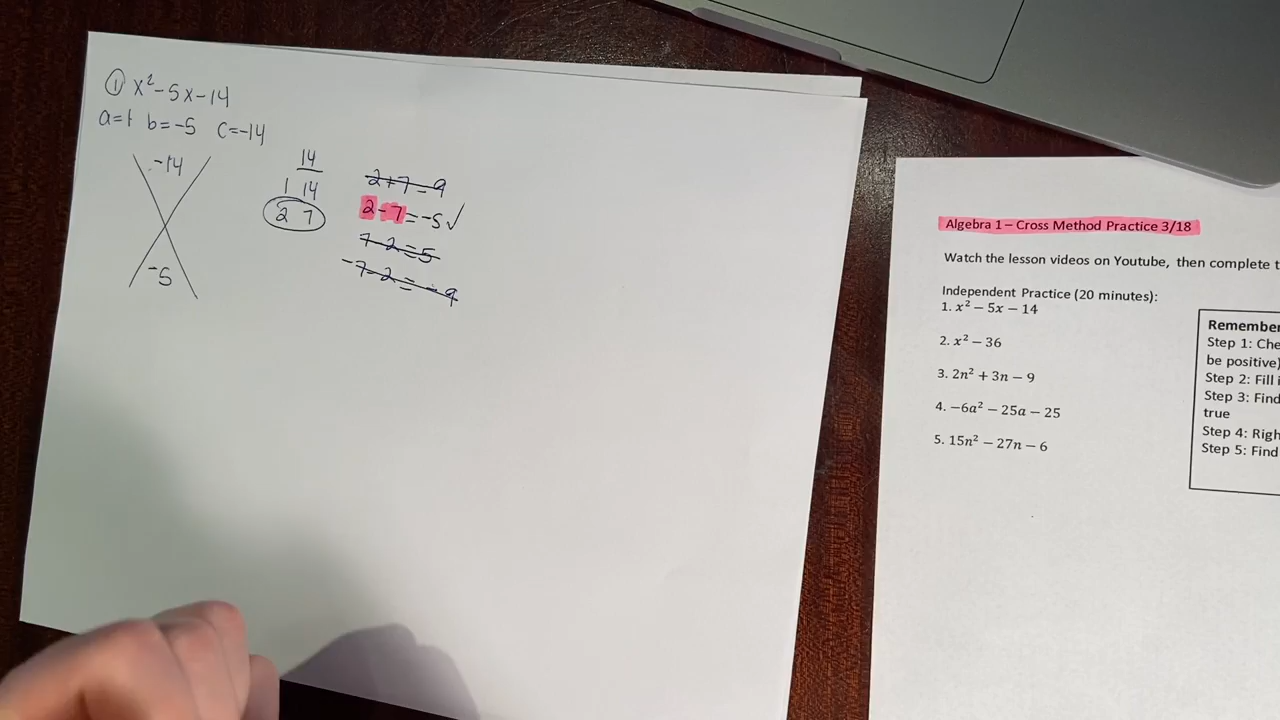 ① x² - 5x - 14
a=1 b=-5 c=-14
-14
-5
14
1 14
2 7
2+7=9
2-7=-5✓
7-2=5
-7-2=-9
Algebra 1 – Cross Method Practice 3/18
Watch the lesson videos on Youtube, then complete t
Independent Practice (20 minutes):
1. x² − 5x − 14
2. x² − 36
3. 2n² + 3n − 9
4. −6a² − 25a − 25
5. 15n² − 27n − 6
Remember
Step 1: Che
be positive)
Step 2: Fill i
Step 3: Find
true
Step 4: Righ
Step 5: Find